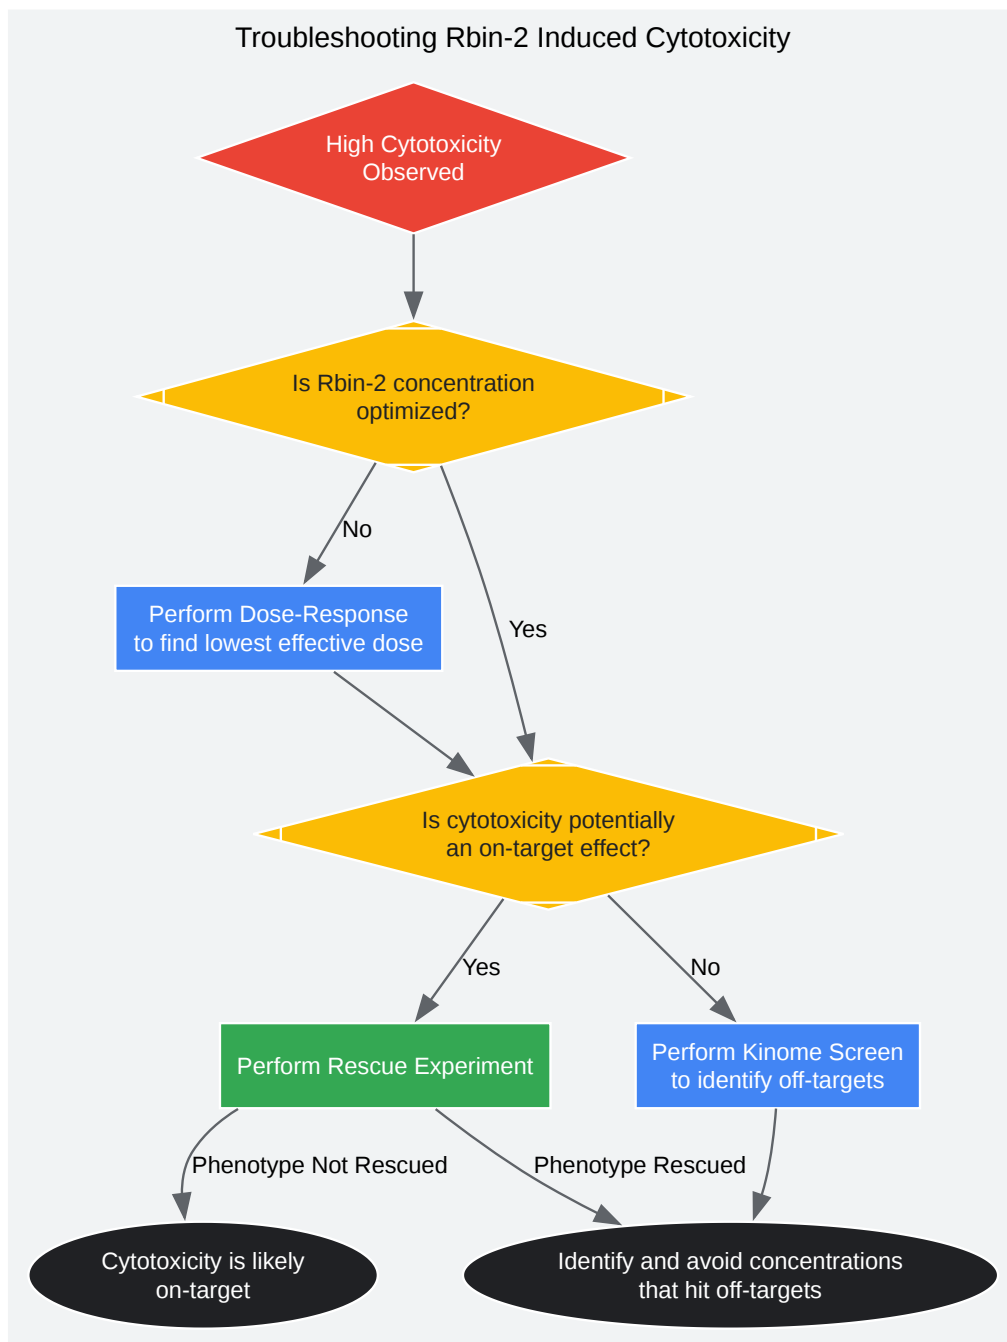 Troubleshooting Rbin-2 Induced Cytotoxicity
High Cytotoxicity
Observed
Is Rbin-2 concentration
optimized?
No
Perform Dose-Response
to find lowest effective dose
Yes
Is cytotoxicity potentially
an on-target effect?
Yes
No
Perform Rescue Experiment
Perform Kinome Screen
to identify off-targets
Phenotype Not Rescued
Phenotype Rescued
Cytotoxicity is likely
on-target
Identify and avoid concentrations
that hit off-targets